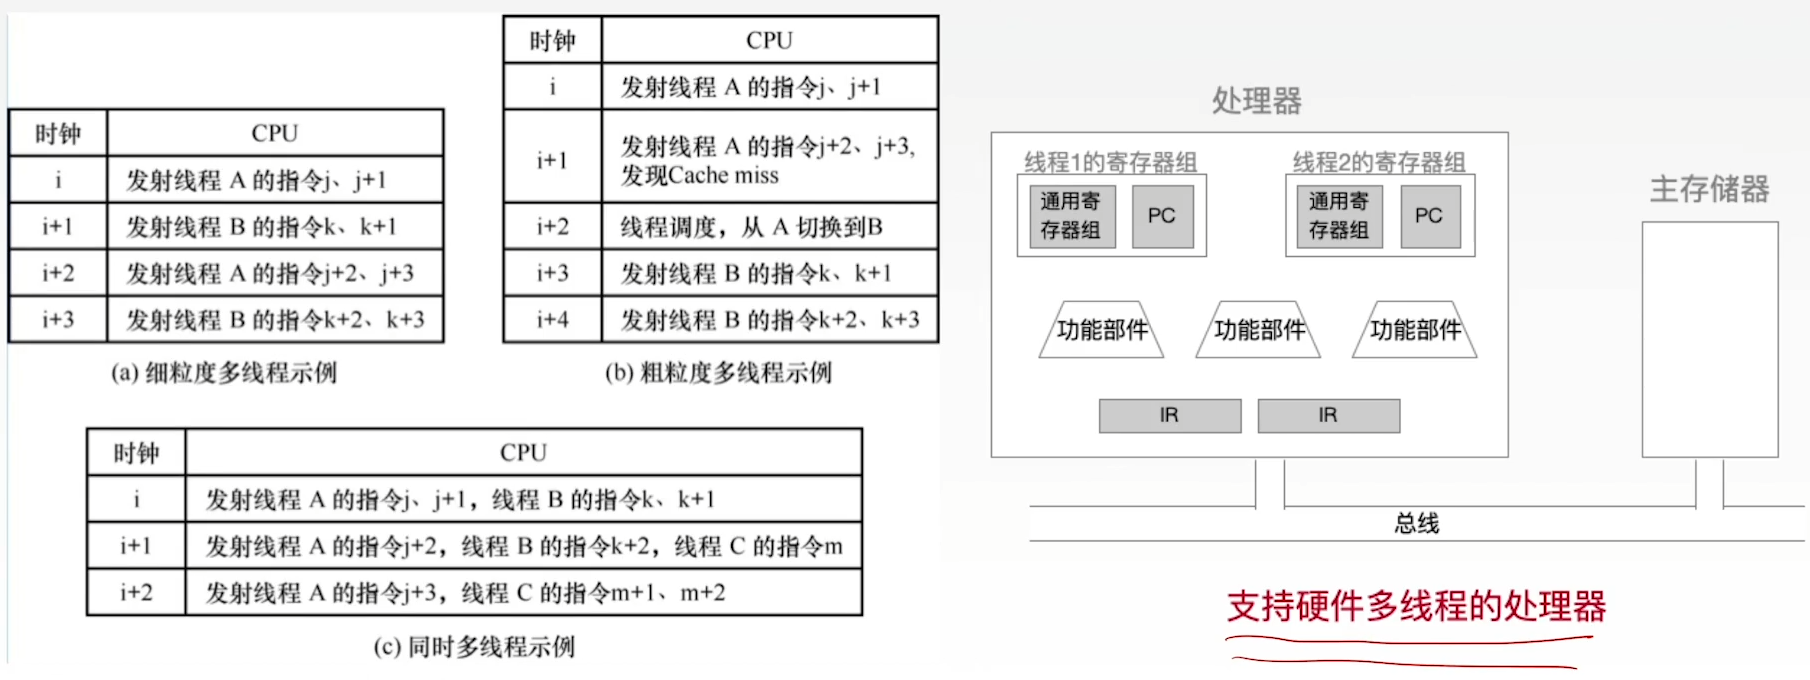 时钟 CPU
i 发射线程 A 的指令j、j+1
i+1 发射线程 B 的指令k、k+1
i+2 发射线程 A 的指令j+2、j+3
i+3 发射线程 B 的指令k+2、k+3
(a) 细粒度多线程示例
时钟 CPU
i 发射线程 A 的指令j、j+1
i+1 发射线程 A 的指令j+2、j+3,
发现Cache miss
i+2 线程调度，从 A 切换到B
i+3 发射线程 B 的指令k、k+1
i+4 发射线程 B 的指令k+2、k+3
(b) 粗粒度多线程示例
时钟 CPU
i 发射线程 A 的指令j、j+1，线程 B 的指令k、k+1
i+1 发射线程 A 的指令j+2，线程 B 的指令k+2，线程 C 的指令m
i+2 发射线程 A 的指令j+3，线程 C 的指令m+1、m+2
(c) 同时多线程示例
处理器
线程1的寄存器组
通用寄
存器组
PC
线程2的寄存器组
通用寄
存器组
PC
功能部件 功能部件 功能部件
IR IR
主存储器
总线
支持硬件多线程的处理器